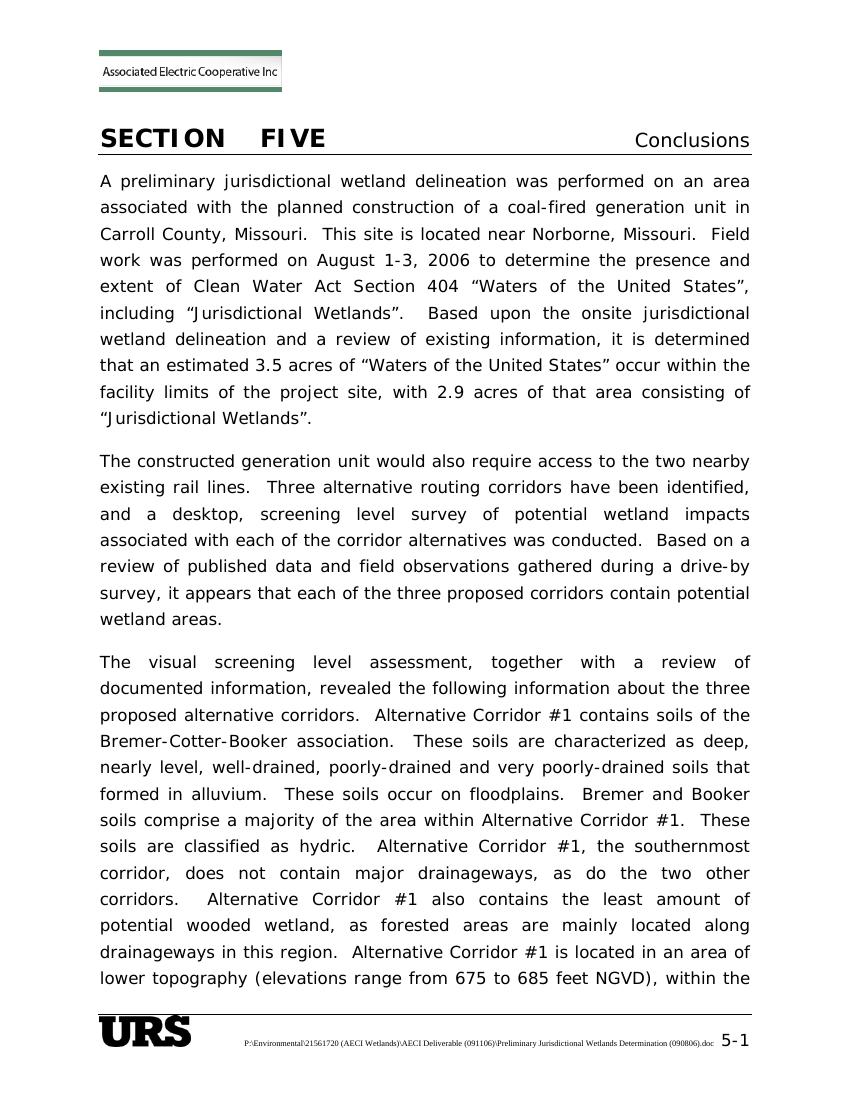 Associated Electric Cooperative Inc
SECTION FIVE Conclusions
A preliminary jurisdictional wetland delineation was performed on an area
associated with the planned construction of a coal-fired generation unit in
Carroll County, Missouri. This site is located near Norborne, Missouri. Field
work was performed on August 1-3, 2006 to determine the presence and
extent of Clean Water Act Section 404 “Waters of the United States”,
including “Jurisdictional Wetlands”. Based upon the onsite jurisdictional
wetland delineation and a review of existing information, it is determined
that an estimated 3.5 acres of “Waters of the United States” occur within the
facility limits of the project site, with 2.9 acres of that area consisting of
“Jurisdictional Wetlands”.
The constructed generation unit would also require access to the two nearby
existing rail lines. Three alternative routing corridors have been identified,
and a desktop, screening level survey of potential wetland impacts
associated with each of the corridor alternatives was conducted. Based on a
review of published data and field observations gathered during a drive-by
survey, it appears that each of the three proposed corridors contain potential
wetland areas.
The visual screening level assessment, together with a review of
documented information, revealed the following information about the three
proposed alternative corridors. Alternative Corridor #1 contains soils of the
Bremer-Cotter-Booker association. These soils are characterized as deep,
nearly level, well-drained, poorly-drained and very poorly-drained soils that
formed in alluvium. These soils occur on floodplains. Bremer and Booker
soils comprise a majority of the area within Alternative Corridor #1. These
soils are classified as hydric. Alternative Corridor #1, the southernmost
corridor, does not contain major drainageways, as do the two other
corridors. Alternative Corridor #1 also contains the least amount of
potential wooded wetland, as forested areas are mainly located along
drainageways in this region. Alternative Corridor #1 is located in an area of
lower topography (elevations range from 675 to 685 feet NGVD), within the
URS P:\Environmental\21561720 (AECI Wetlands)\AECI Deliverable (091106)\Preliminary Jurisdictional Wetlands Determination (090806).doc 5-1